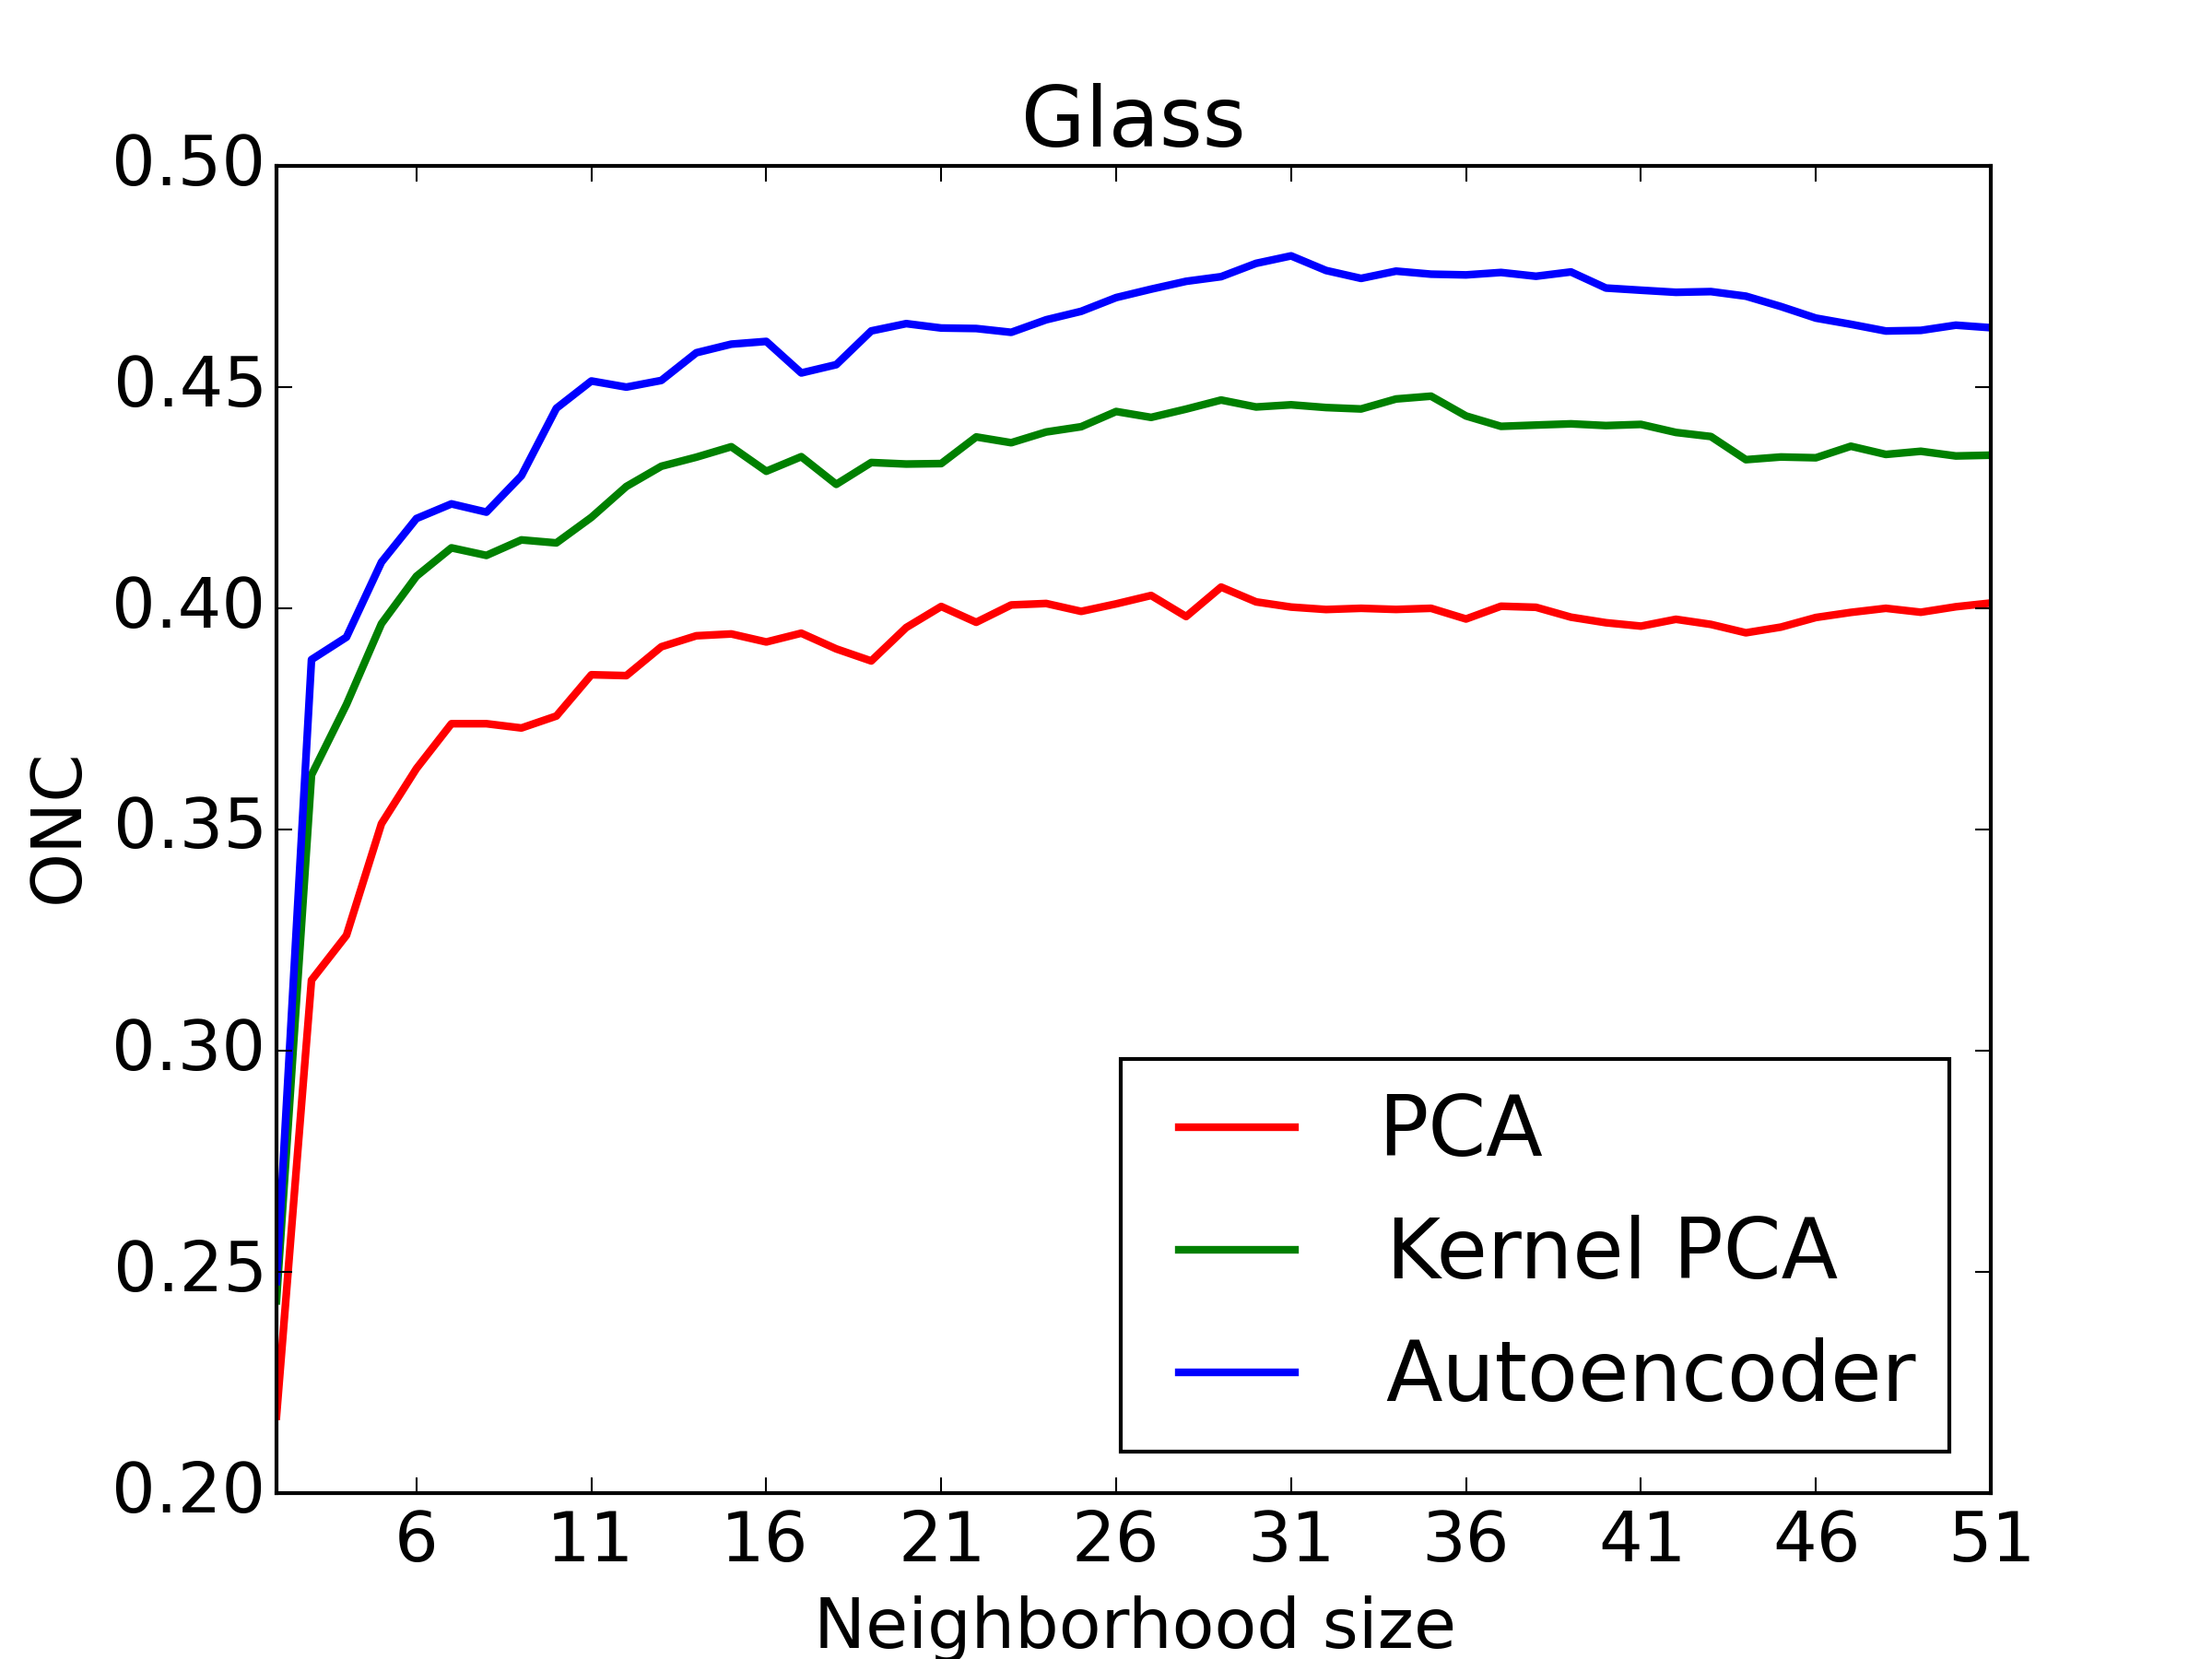 Glass
0.50
0.45
0.40
0.35
0.30
0.25
0.20
ONIC
PCA
Kernel PCA
Autoencoder
6 11 16 21 26 31 36 41 46 51
Neighborhood size